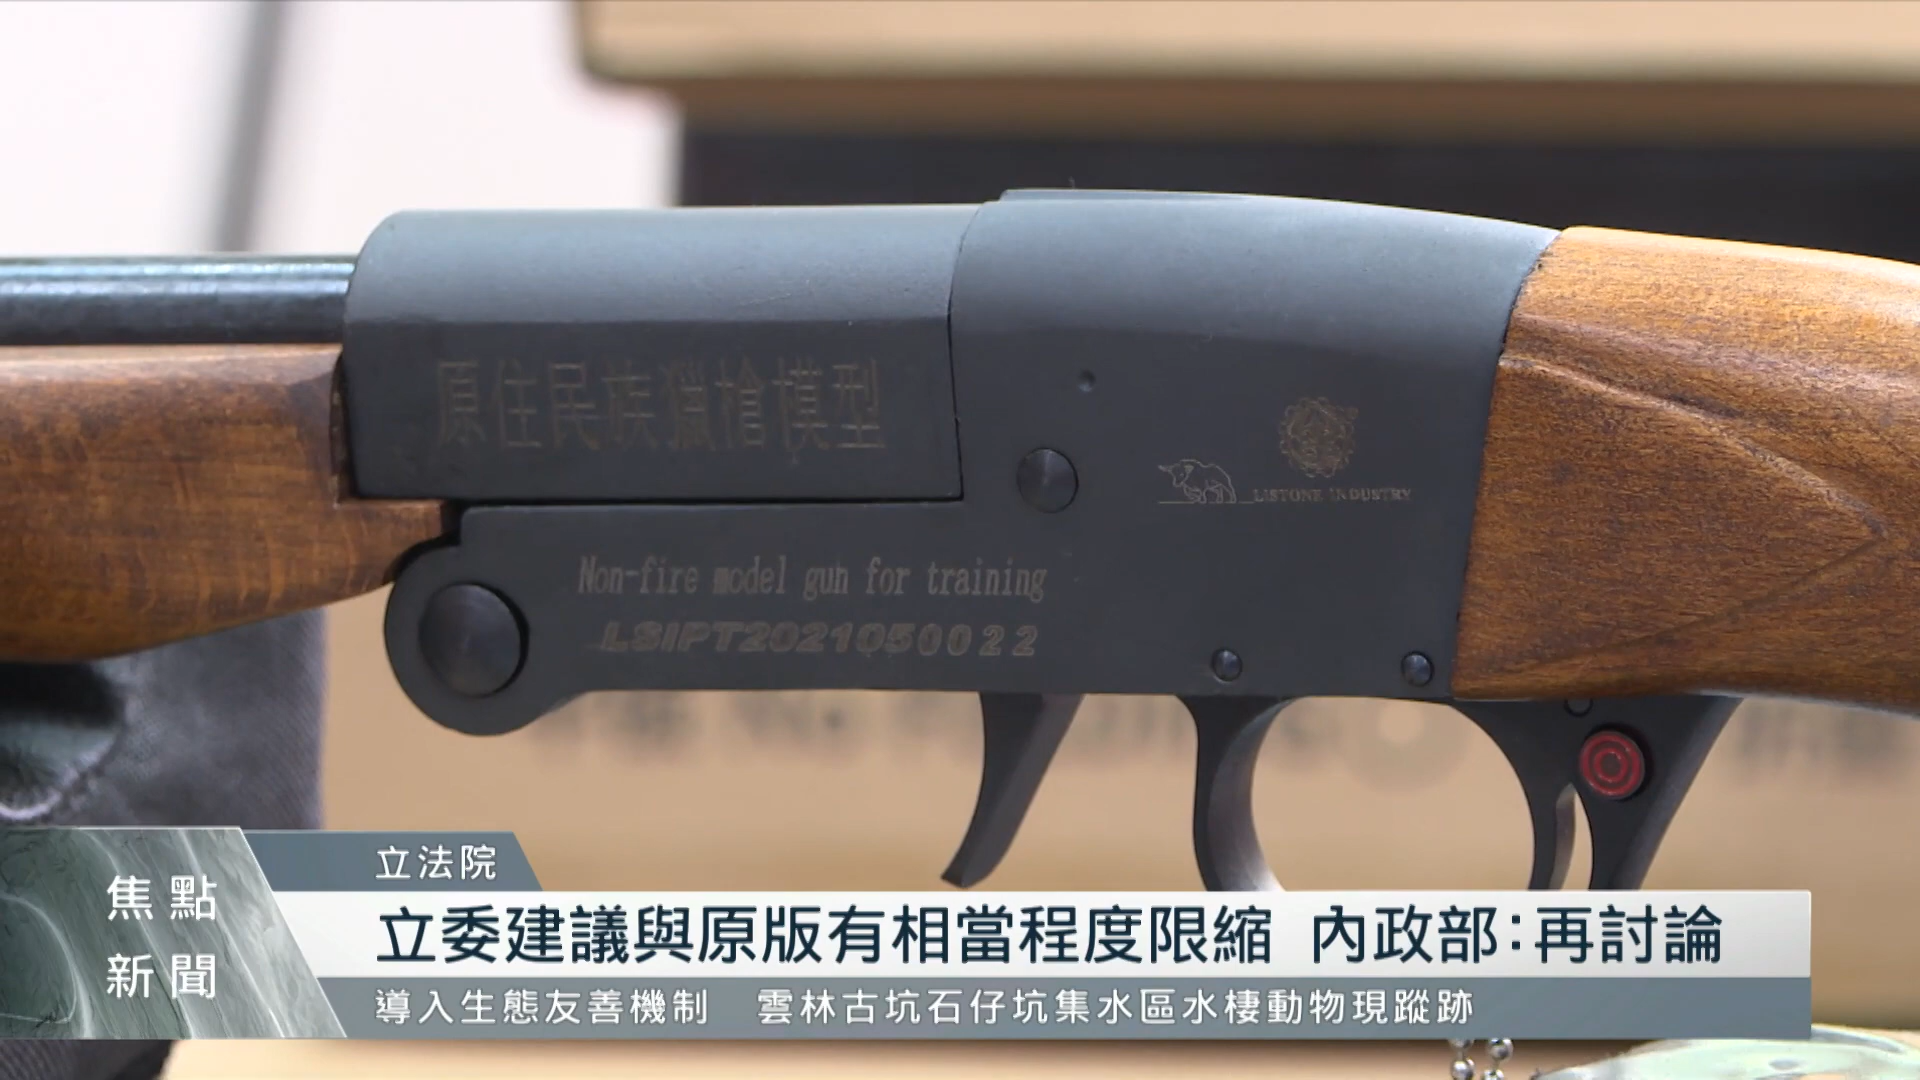 原住民族獵槍模型
LISTONE INDUSTRY
Non-fire model gun for training
LSIPT2021050022
立法院
焦點
新聞
立委建議與原版有相當程度限縮 內政部：再討論
導入生態友善機制 雲林古坑石仔坑集水區水棲動物現蹤跡